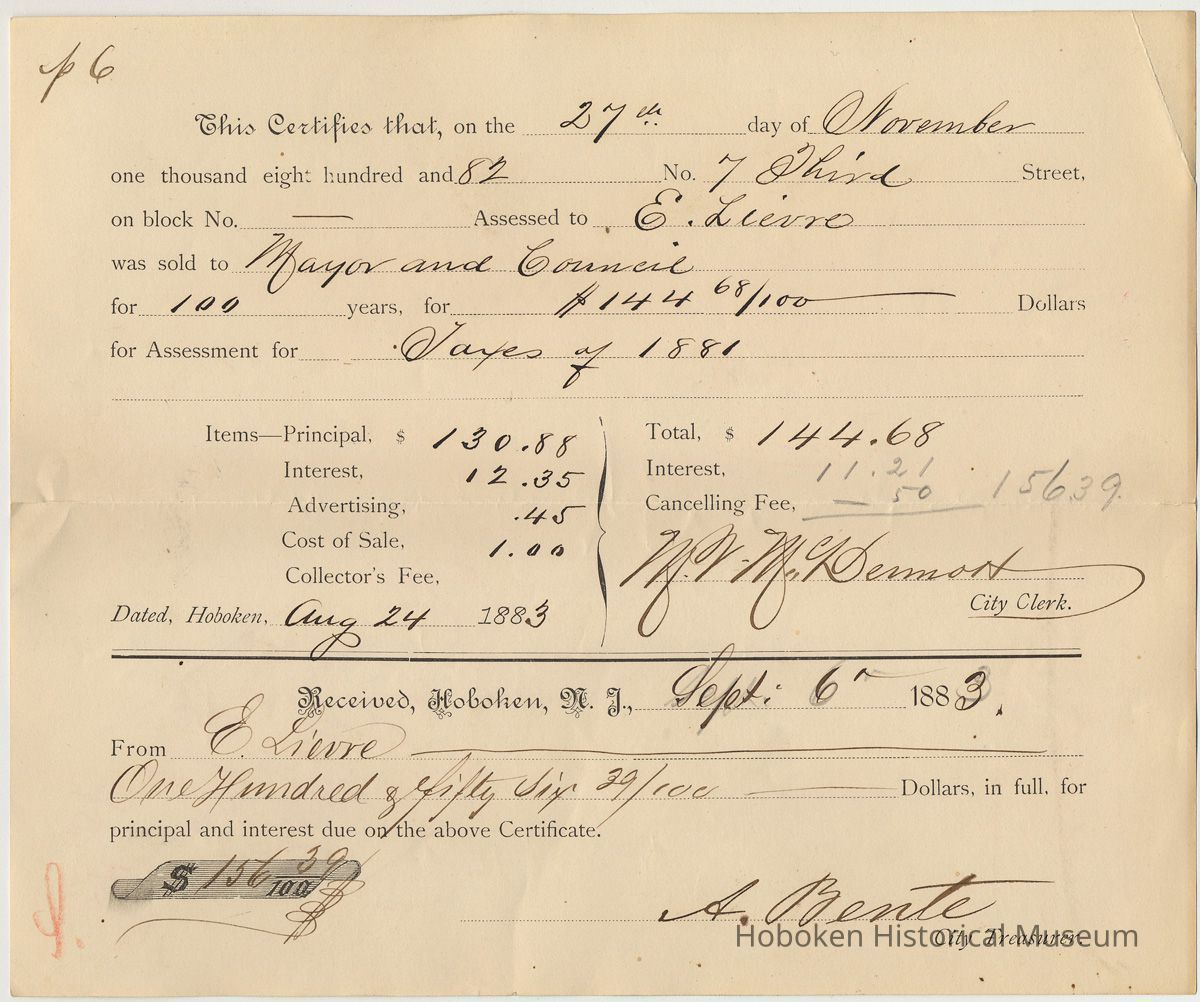 p 6
This Certifies that, on the 27th day of November
one thousand eight hundred and 82 No. 7 Third Street,
on block No. — Assessed to E. Lievre
was sold to Mayor and Council
for 100 years, for $144 68/100 Dollars
for Assessment for Taxes of 1881
Items—Principal, $ 130.88
Interest, 12.35
Advertising, .45
Cost of Sale, 1.00
Collector's Fee,
Total, $ 144.68
Interest, 11.21
Cancelling Fee, — 50 156.39
City Clerk.
Dated, Hoboken, Aug 24 1883
Received, Hoboken, N. J., Sept: 6 1883.
From E. Lievre
One Hundred & fifty six 39/100 Dollars, in full, for
principal and interest due on the above Certificate.
$ 156 39/100
A. Bente
City Treasurer.
Hoboken Historical Museum